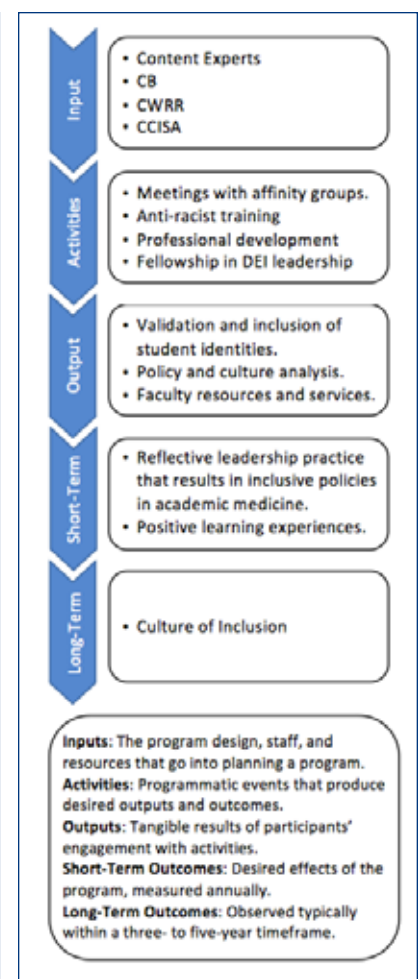 Input
• Content Experts
• CB
• CWRR
• CCISA
Activities
• Meetings with affinity groups.
• Anti-racist training
• Professional development
• Fellowship in DEI leadership
Output
• Validation and inclusion of
student identities.
• Policy and culture analysis.
• Faculty resources and services.
Short-Term
• Reflective leadership practice
that results in inclusive policies
in academic medicine.
• Positive learning experiences.
Long-Term
• Culture of Inclusion
Inputs: The program design, staff, and
resources that go into planning a program.
Activities: Programmatic events that produce
desired outputs and outcomes.
Outputs: Tangible results of participants’
engagement with activities.
Short-Term Outcomes: Desired effects of the
program, measured annually.
Long-Term Outcomes: Observed typically
within a three- to five-year timeframe.